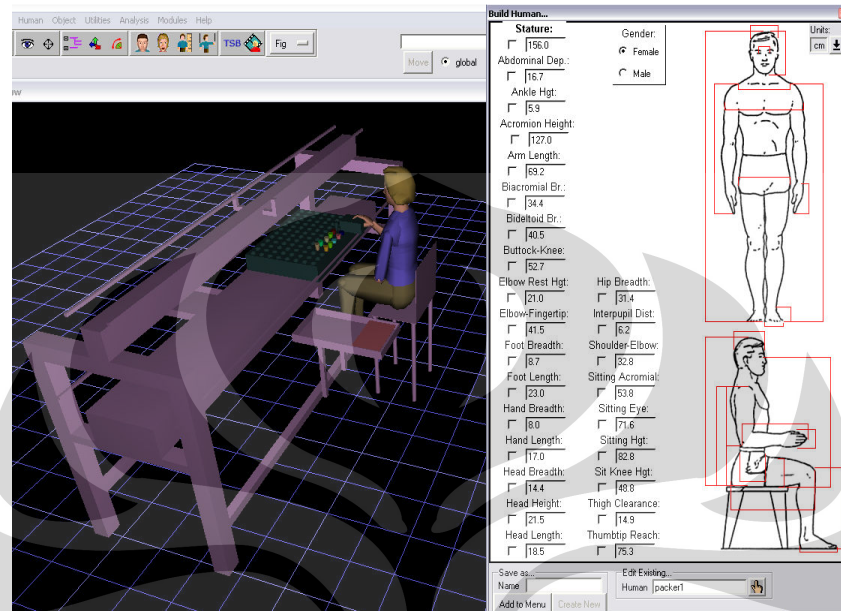 Human Object Utilities Analysis Modules Help
TSB Fig
Move global
Build Human...
Stature:
156.0
Abdominal Dep.:
16.7
Ankle Hgt:
5.9
Acromion Height:
127.0
Arm Length:
69.2
Biacromial Br.:
34.4
Bideltoid Br.:
40.5
Buttock-Knee:
52.7
Elbow Rest Hgt:
21.0
Elbow-Fingertip:
41.5
Foot Breadth:
8.7
Foot Length:
23.0
Hand Breadth:
8.0
Hand Length:
17.0
Head Breadth:
14.4
Head Height:
21.5
Head Length:
18.5
Gender:
Female
Male
Units:
cm
Hip Breadth:
31.4
Interpupil Dist:
6.2
Shoulder-Elbow:
32.8
Sitting Acromial:
53.8
Sitting Eye:
71.6
Sitting Hgt:
82.8
Sit Knee Hgt:
48.8
Thigh Clearance:
14.9
Thumbtip Reach:
75.3
Save as...
Name
Add to Menu Create New
Edit Existing...
Human packer1